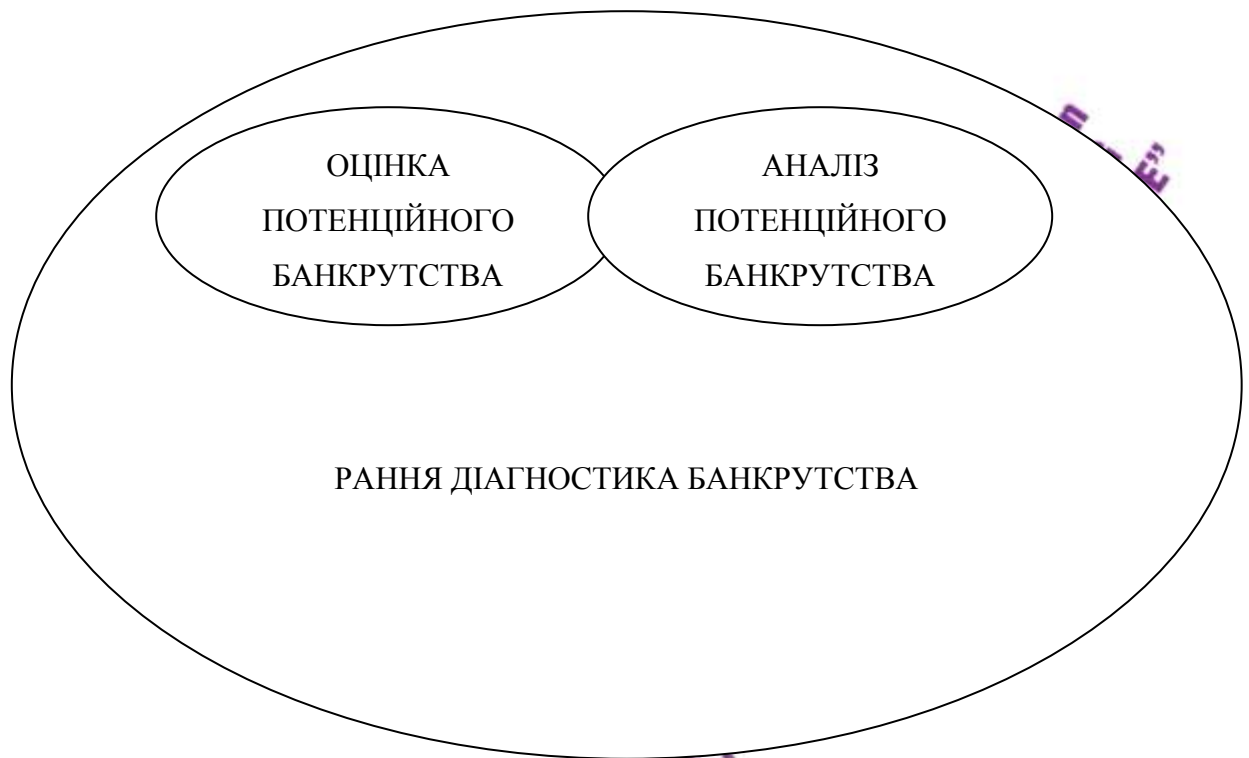 ОЦІНКА
ПОТЕНЦІЙНОГО
БАНКРУТСТВА
АНАЛІЗ
ПОТЕНЦІЙНОГО
БАНКРУТСТВА
РАННЯ ДІАГНОСТИКА БАНКРУТСТВА